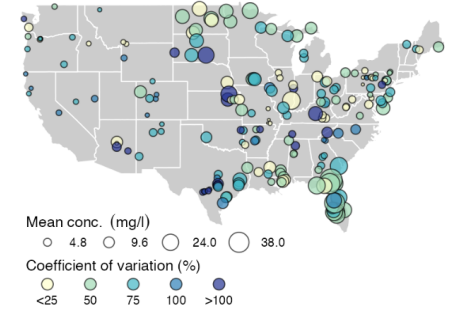 Mean conc. (mg/l)
4.8 9.6 24.0 38.0
Coefficient of variation (%)
<25 50 75 100 >100